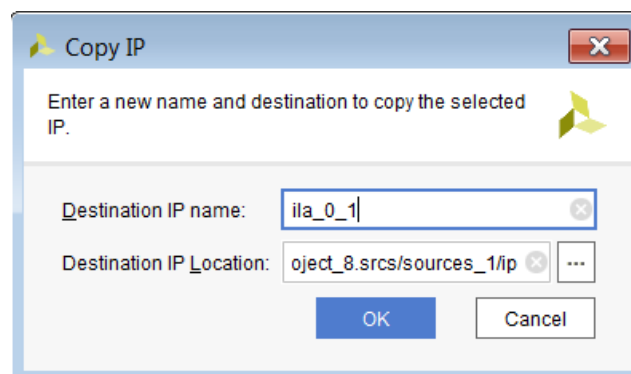 Copy IP
Enter a new name and destination to copy the selected
IP.
Destination IP name: ila_0_1
Destination IP Location: oject_8.srcs/sources_1/ip ...
OK Cancel